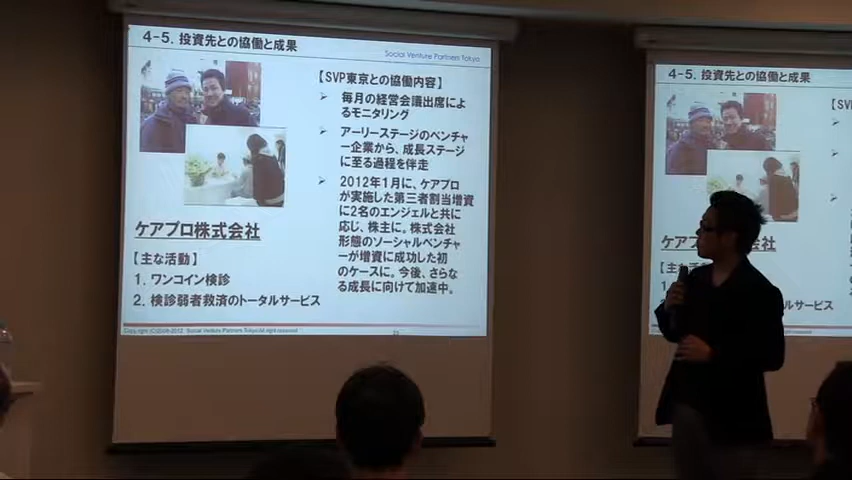 4-5. 投資先との協働と成果
Social Venture Partners Tokyo
【SVP東京との協働内容】
➢ 毎月の経営会議出席によ
るモニタリング
➢ アーリーステージのベンチャ
ー企業から、成長ステージ
に至る過程を伴走
➢ 2012年1月に、ケアプロ
が実施した第三者割当増資
に2名のエンジェルと共に
応じ、株主に。株式会社
形態のソーシャルベンチャ
ーが増資に成功した初
のケースに。今後、さらな
る成長に向けて加速中。
ケアプロ株式会社
【主な活動】
1. ワンコイン検診
2. 検診弱者救済のトータルサービス
4-5. 投資先との協働と成果
【SV
ケアプ
会社
【主な活
ルサービス